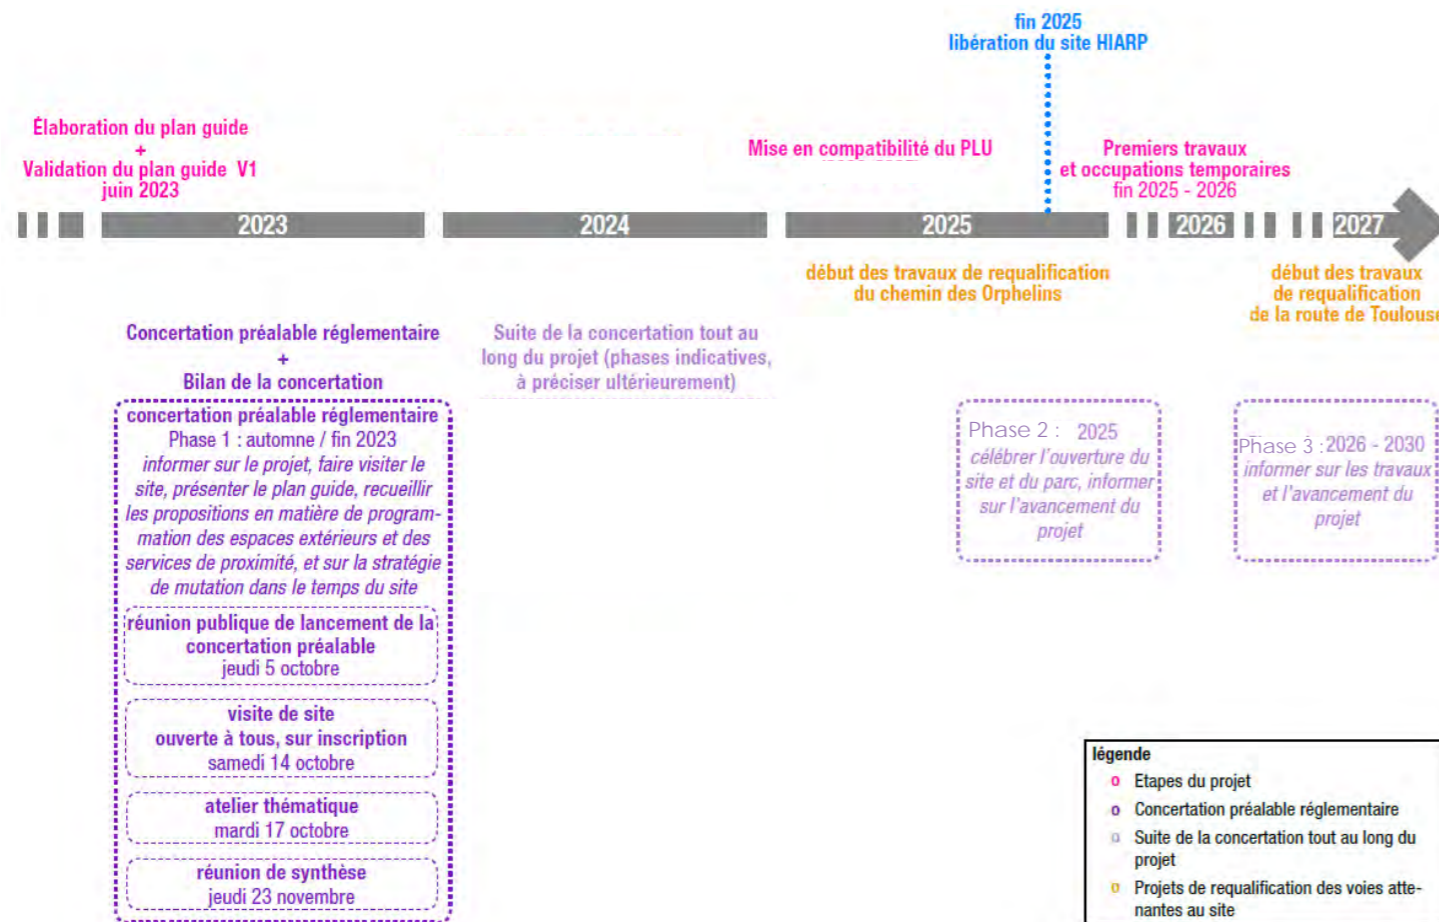 fin 2025
libération du site HIARP
Élaboration du plan guide
+
Validation du plan guide V1
juin 2023
Mise en compatibilité du PLU
Premiers travaux
et occupations temporaires
fin 2025 - 2026
2023
2024
2025
2026
2027
début des travaux de requalification
du chemin des Orphelins
début des travaux
de requalification
de la route de Toulouse
Concertation préalable réglementaire
+
Bilan de la concertation
Suite de la concertation tout au
long du projet (phases indicatives,
à préciser ultérieurement)
concertation préalable réglementaire
Phase 1 : automne / fin 2023
informer sur le projet, faire visiter le
site, présenter le plan guide, recueillir
les propositions en matière de program-
mation des espaces extérieurs et des
services de proximité, et sur la stratégie
de mutation dans le temps du site
réunion publique de lancement de la
concertation préalable
jeudi 5 octobre
visite de site
ouverte à tous, sur inscription
samedi 14 octobre
atelier thématique
mardi 17 octobre
réunion de synthèse
jeudi 23 novembre
Phase 2 : 2025
célébrer l'ouverture du
site et du parc, informer
sur l'avancement du
projet
Phase 3 : 2026 - 2030
informer sur les travaux
et l'avancement du
projet
légende
Etapes du projet
Concertation préalable réglementaire
Suite de la concertation tout au long du
projet
Projets de requalification des voies atte-
nantes au site